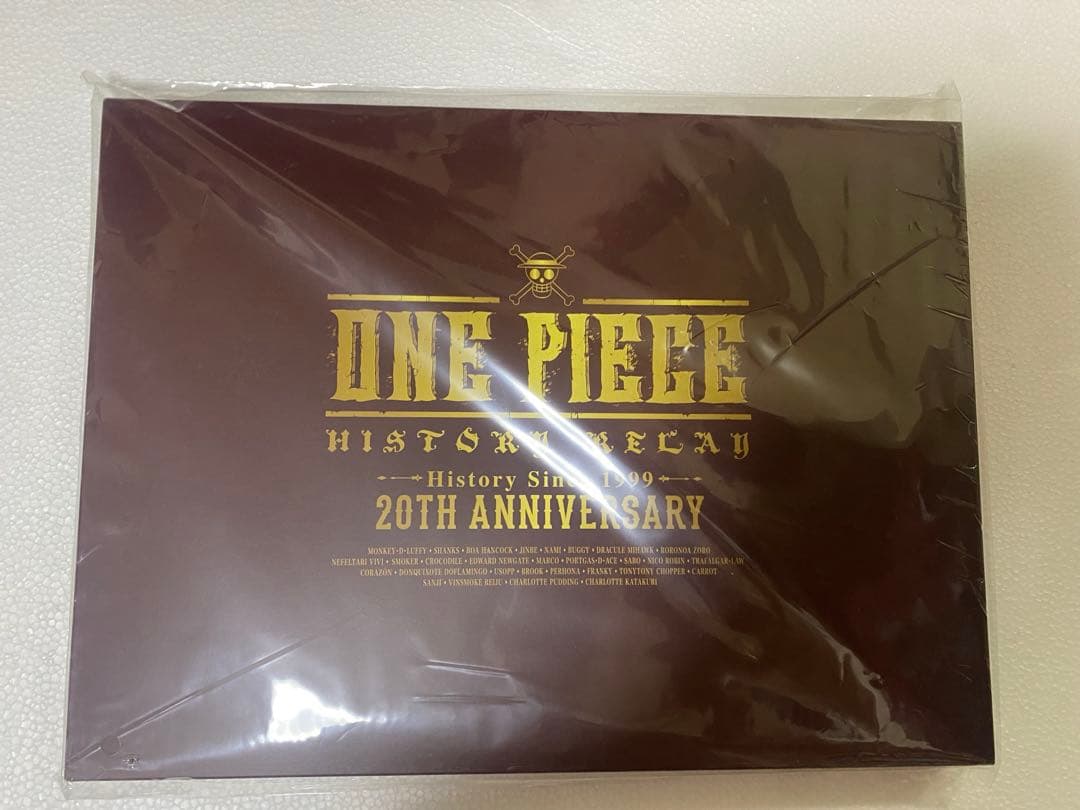 ONE PIECE
HISTORY RELAY
History Since 1999
20TH ANNIVERSARY
MONKEY・D・LUFFY • SHANKS • BOA HANCOCK • JINBE • NAMI • BUGGY • DRACULE MIHAWK • RORONOA ZORO
NEFELTARI VIVI • SMOKER • CROCODILE • EDWARD NEWGATE • MARCO • PORTGAS・D・ACE • SABO • NICO ROBIN • TRAFALGAR・LAW
CORAZÓN • DONQUIXOTE DOFLAMINGO • USOPP • BROOK • PERHONA • FRANKY • TONYTONY CHOPPER • CARROT
SANJI • VINSMOKE REIJU • CHARLOTTE PUDDING • CHARLOTTE KATAKURI